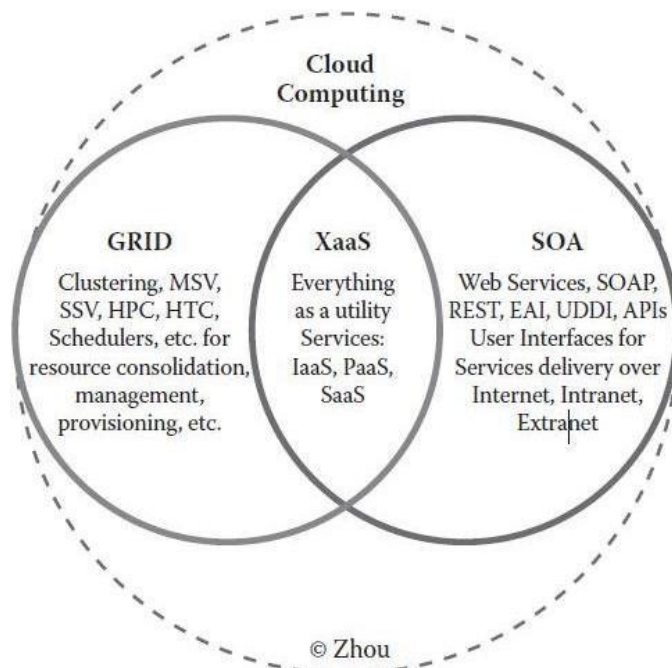 Cloud
Computing
GRID
Clustering, MSV,
SSV, HPC, HTC,
Schedulers, etc. for
resource consolidation,
management,
provisioning, etc.
XaaS
Everything
as a utility
Services:
IaaS, PaaS,
SaaS
SOA
Web Services, SOAP,
REST, EAI, UDDI, APIs
User Interfaces for
Services delivery over
Internet, Intranet,
Extranet
© Zhou